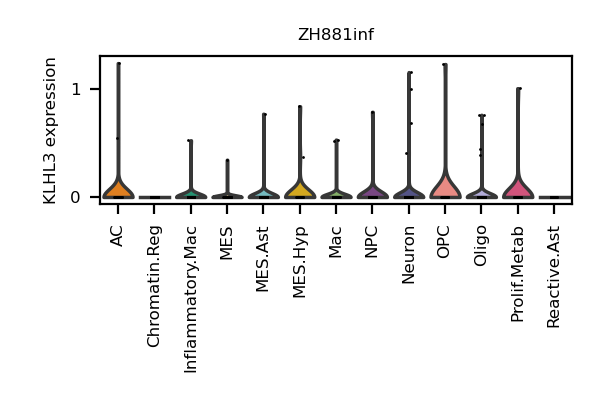 ZH881inf
KLHL3 expression
1
0
AC
Chromatin.Reg
Inflammatory.Mac
MES
MES.Ast
MES.Hyp
Mac
NPC
Neuron
OPC
Oligo
Prolif.Metab
Reactive.Ast